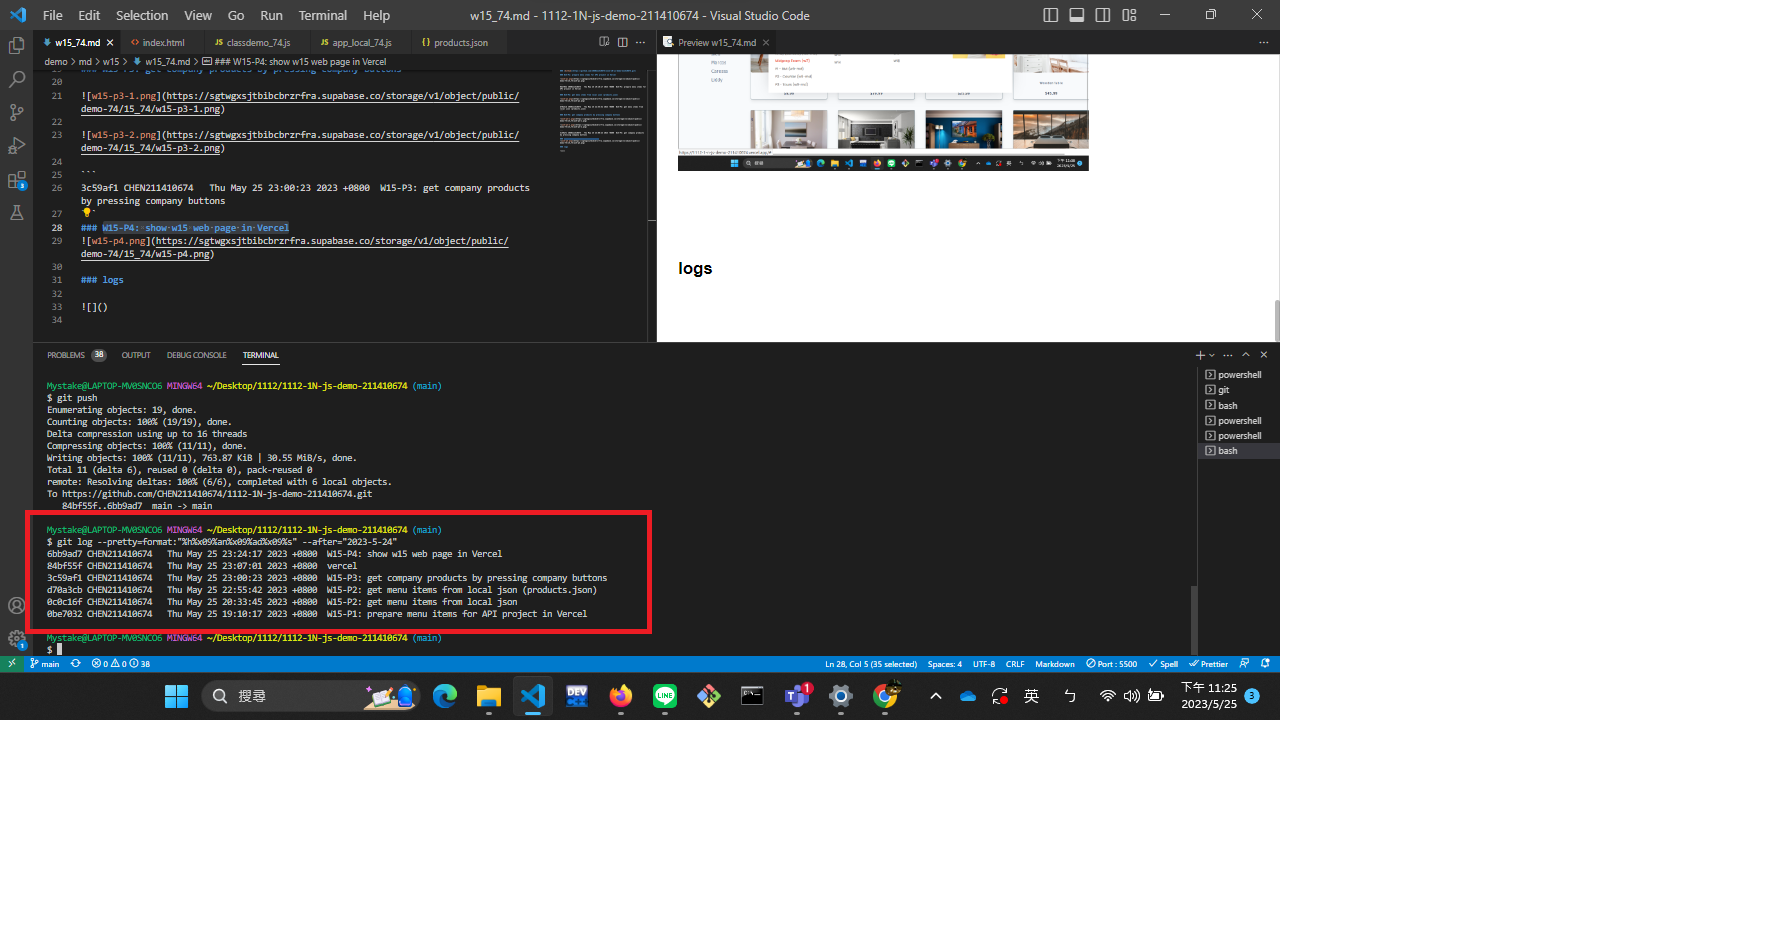 File Edit Selection View Go Run Terminal Help
w15_74.md - 1112-1N-js-demo-211410674 - Visual Studio Code
w15_74.md
index.html
classdemo_74.js
app_local_74.js
products.json
Preview w15_74.md
demo > md > w15 > w15_74.md > ### W15-P4: show w15 web page in Vercel
20
21 ![w15-p3-1.png](https://sgtwgxsjtbibcbrzrfra.supabase.co/storage/v1/object/public/
demo-74/15_74/w15-p3-1.png)
22
23 ![w15-p3-2.png](https://sgtwgxsjtbibcbrzrfra.supabase.co/storage/v1/object/public/
demo-74/15_74/w15-p3-2.png)
24
25 ```
26 3c59af1 CHEN211410674 Thu May 25 23:00:23 2023 +0800 W15-P3: get company products
by pressing company buttons
27
28 ### W15-P4: show w15 web page in Vercel
29 ![w15-p4.png](https://sgtwgxsjtbibcbrzrfra.supabase.co/storage/v1/object/public/
demo-74/15_74/w15-p4.png)
30
31 ### logs
32
33 ![]()
34
logs
PROBLEMS 38 OUTPUT DEBUG CONSOLE TERMINAL
Mystake@LAPTOP-MV0SNCO6 MINGW64 ~/Desktop/1112/1112-1N-js-demo-211410674 (main)
$ git push
Enumerating objects: 19, done.
Counting objects: 100% (19/19), done.
Delta compression using up to 16 threads
Compressing objects: 100% (11/11), done.
Writing objects: 100% (11/11), 763.87 KiB | 30.55 MiB/s, done.
Total 11 (delta 6), reused 0 (delta 0), pack-reused 0
remote: Resolving deltas: 100% (6/6), completed with 6 local objects.
To https://github.com/CHEN211410674/1112-1N-js-demo-211410674.git
84bf55f..6bb9ad7 main -> main
Mystake@LAPTOP-MV0SNCO6 MINGW64 ~/Desktop/1112/1112-1N-js-demo-211410674 (main)
$ git log --pretty=format:"%h%x09%an%x09%ad%x09%s" --after="2023-5-24"
6bb9ad7 CHEN211410674 Thu May 25 23:24:17 2023 +0800 W15-P4: show w15 web page in Vercel
84bf55f CHEN211410674 Thu May 25 23:07:01 2023 +0800 vercel
3c59af1 CHEN211410674 Thu May 25 23:00:23 2023 +0800 W15-P3: get company products by pressing company buttons
d70a3cb CHEN211410674 Thu May 25 22:55:42 2023 +0800 W15-P2: get menu items from local json (products.json)
0c0c16f CHEN211410674 Thu May 25 20:33:45 2023 +0800 W15-P2: get menu items from local json
0be7032 CHEN211410674 Thu May 25 19:10:17 2023 +0800 W15-P1: prepare menu items for API project in Vercel
Mystake@LAPTOP-MV0SNCO6 MINGW64 ~/Desktop/1112/1112-1N-js-demo-211410674 (main)
$
powershell
git
bash
powershell
powershell
bash
main 0 0 38
Ln 28, Col 5 (35 selected) Spaces: 4 UTF-8 CRLF Markdown Port : 5500 Spell Prettier
搜尋
DEV
LINE
1
英
下午 11:25
2023/5/25
3